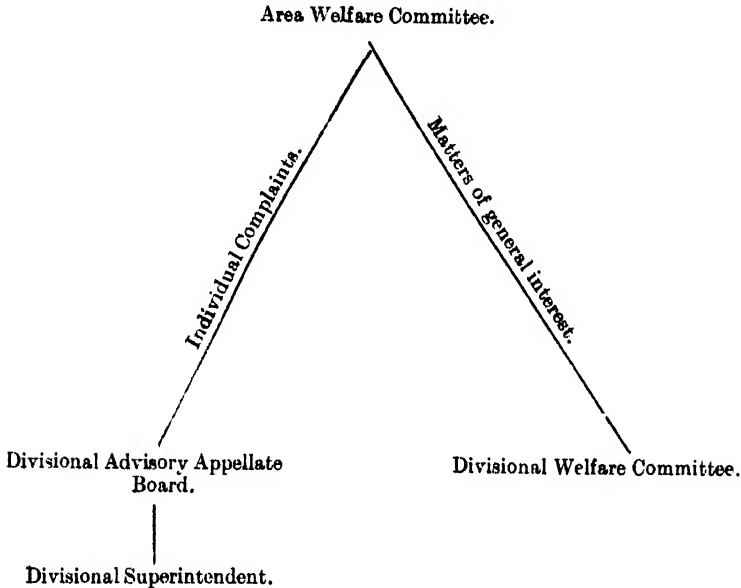 Area Welfare Committee.
Individual Complaints.
Matters of general interest.
Divisional Advisory Appellate
Board.
Divisional Welfare Committee.
Divisional Superintendent.